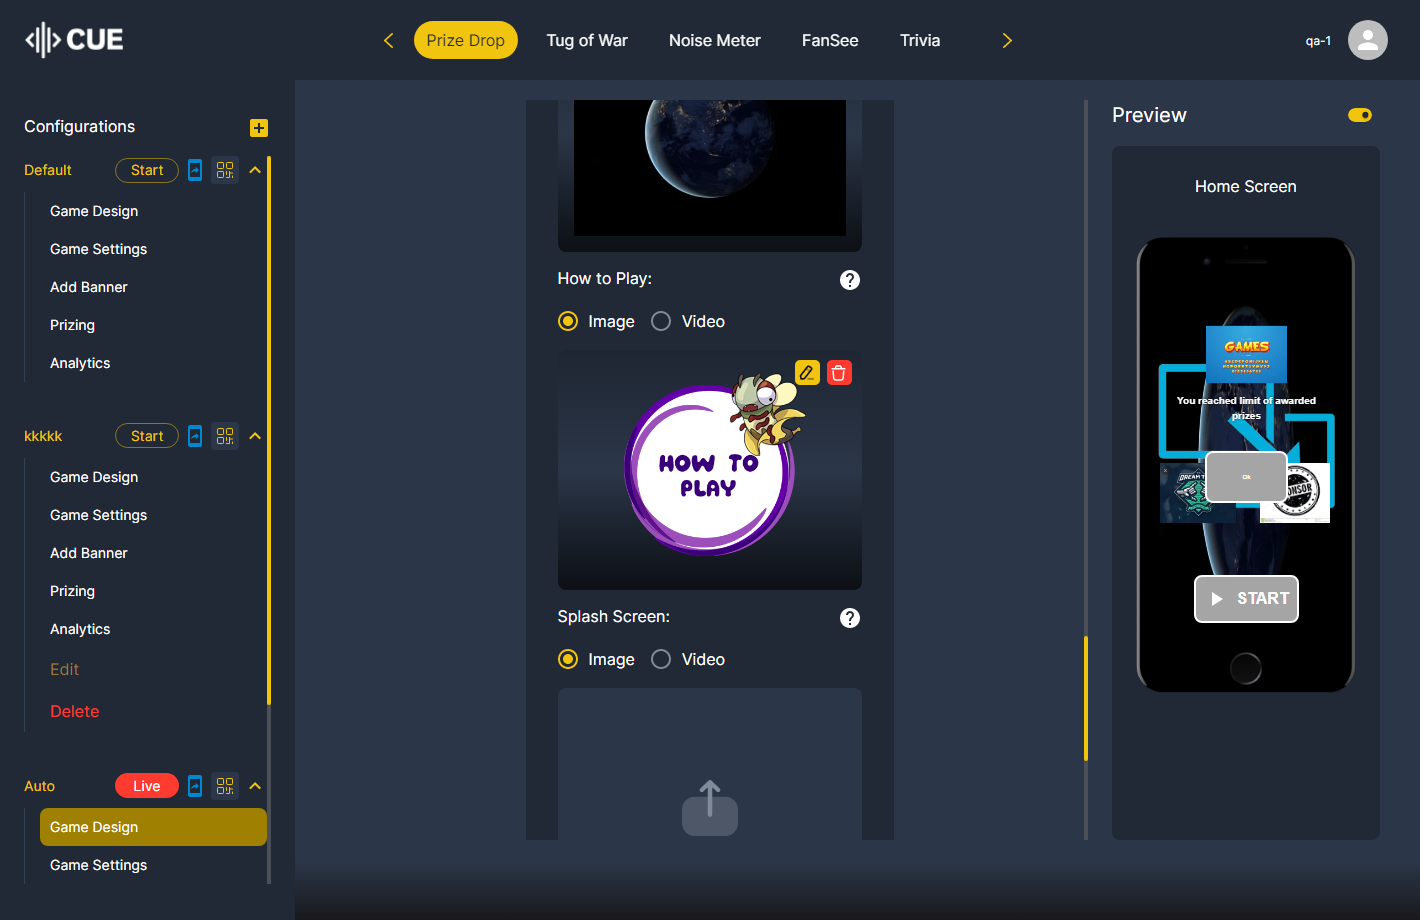 CUE
Prize Drop
Tug of War
Noise Meter
FanSee
Trivia
qa-1
Configurations
Default
Start
Game Design
Game Settings
Add Banner
Prizing
Analytics
kkkkk
Start
Game Design
Game Settings
Add Banner
Prizing
Analytics
Edit
Delete
Auto
Live
Game Design
Game Settings
How to Play:
Image
Video
HOW TO
PLAY
Splash Screen:
Image
Video
Preview
Home Screen
GAMES
You reached limit of awarded
prizes
DREAM
Ok
START